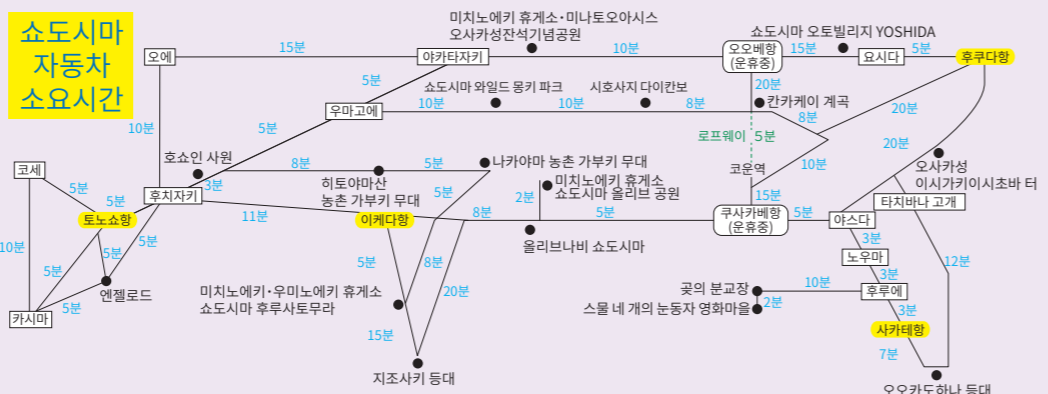 쇼도시마
자동차
소요시간
미치노에키 휴게소·미나토오아시스
오사카성잔석기념공원
쇼도시마 오토빌리지 YOSHIDA
오에
15분
야카타자키
10분
오오베항
(운휴중)
15분
요시다
5분
후쿠다항
5분
20분
쇼도시마 와일드 몽키 파크
시호사지 다이칸보
우마고에
10분
10분
8분
칸카케이 계곡
8분
20분
10분
5분
로프웨이 5분
20분
호쇼인 사원
10분
코세
5분
8분
5분
나카야마 농촌 가부키 무대
코운역
오사카성
이시가키이시초바 터
3분
히토야마산
농촌 가부키 무대
미치노에키 휴게소
쇼도시마 올리브 공원
5분
후치자키
2분
5분
15분
타치바나 고개
토노쇼항
11분
이케다항
8분
5분
쿠사카베항
(운휴중)
5분
야스다
10분
5분
5분
올리브나비 쇼도시마
3분
노우마
5분
5분
8분
12분
3분
엔젤로드
미치노에키·우미노에키 휴게소
쇼도시마 후루사토무라
20분
곶의 분교장
10분
후루에
5분
스물 네 개의 눈동자 영화마을
2분
3분
카시마
사카테항
15분
7분
지조사키 등대
오오카도하나 등대